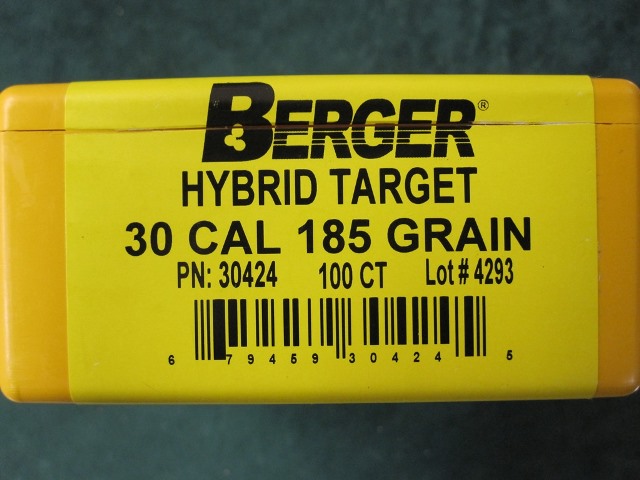 BERGER®
HYBRID TARGET
30 CAL 185 GRAIN
PN: 30424 100 CT Lot # 4293
6 79459 30424 5